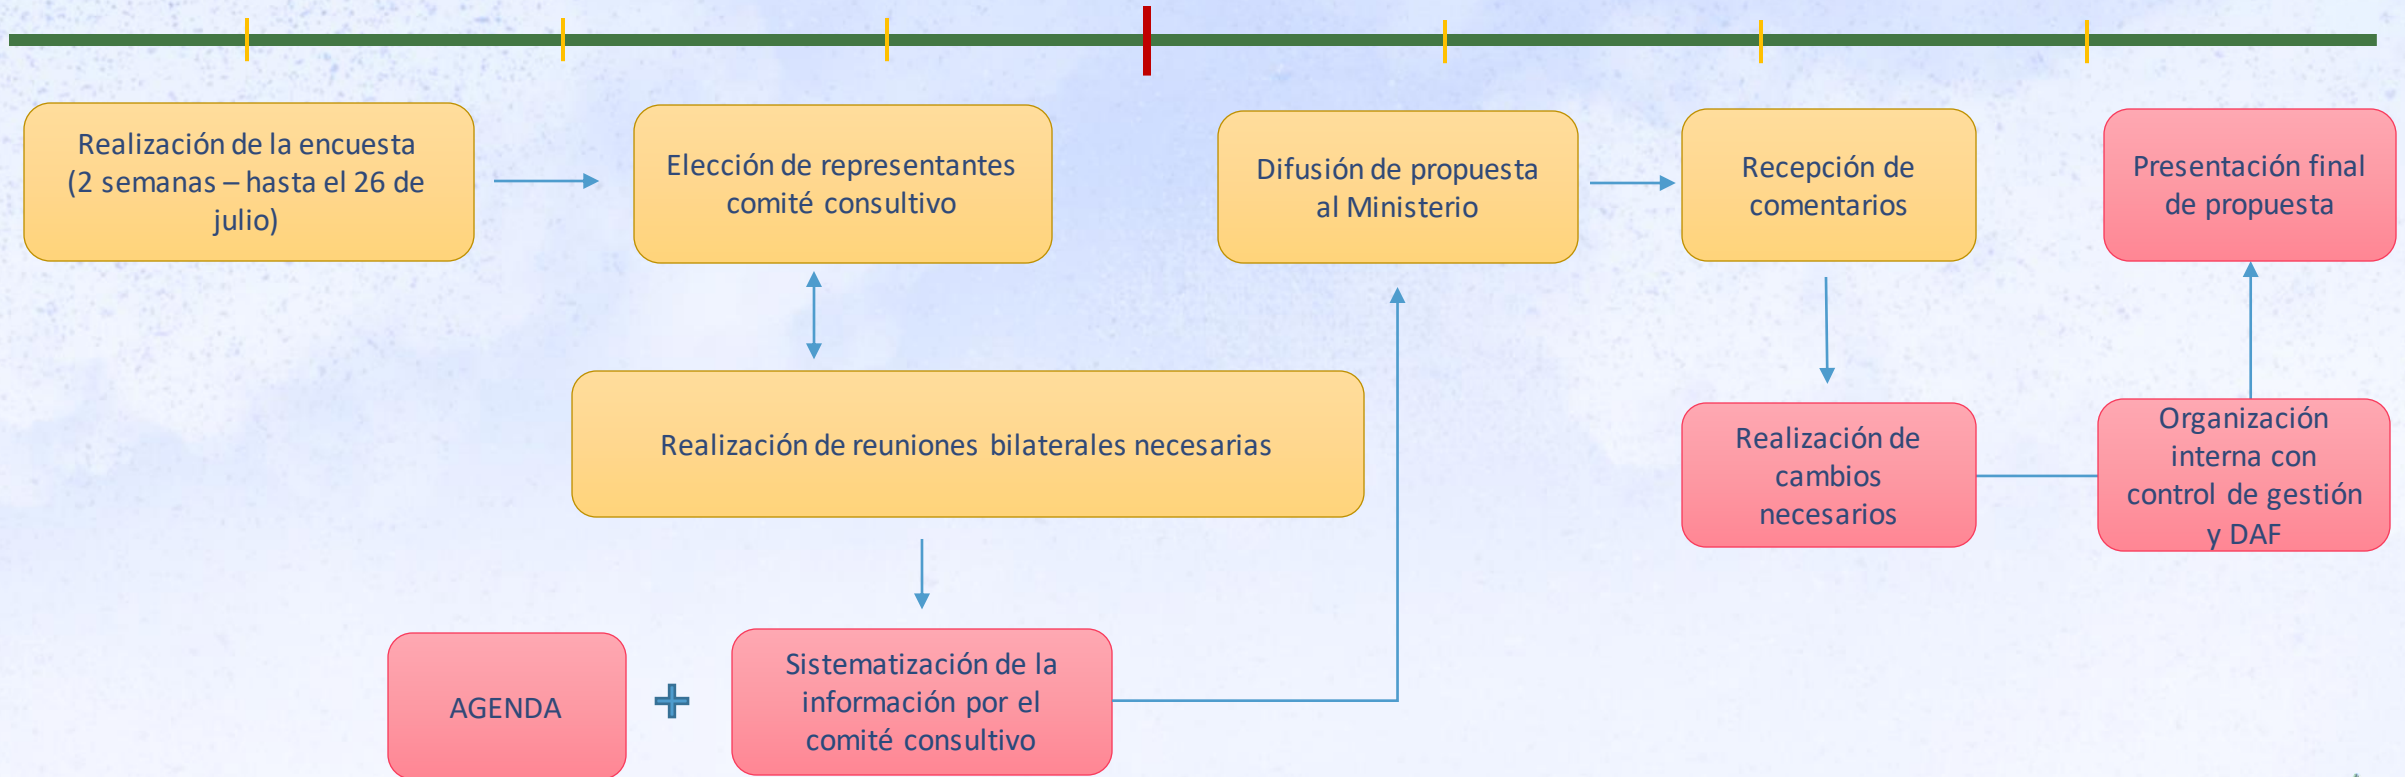 Realización de la encuesta
(2 semanas – hasta el 26 de
julio)
Elección de representantes
comité consultivo
Difusión de propuesta
al Ministerio
Recepción de
comentarios
Presentación final
de propuesta
Realización de reuniones bilaterales necesarias
Realización de
cambios
necesarios
Organización
interna con
control de gestión
y DAF
AGENDA
Sistematización de la
información por el
comité consultivo